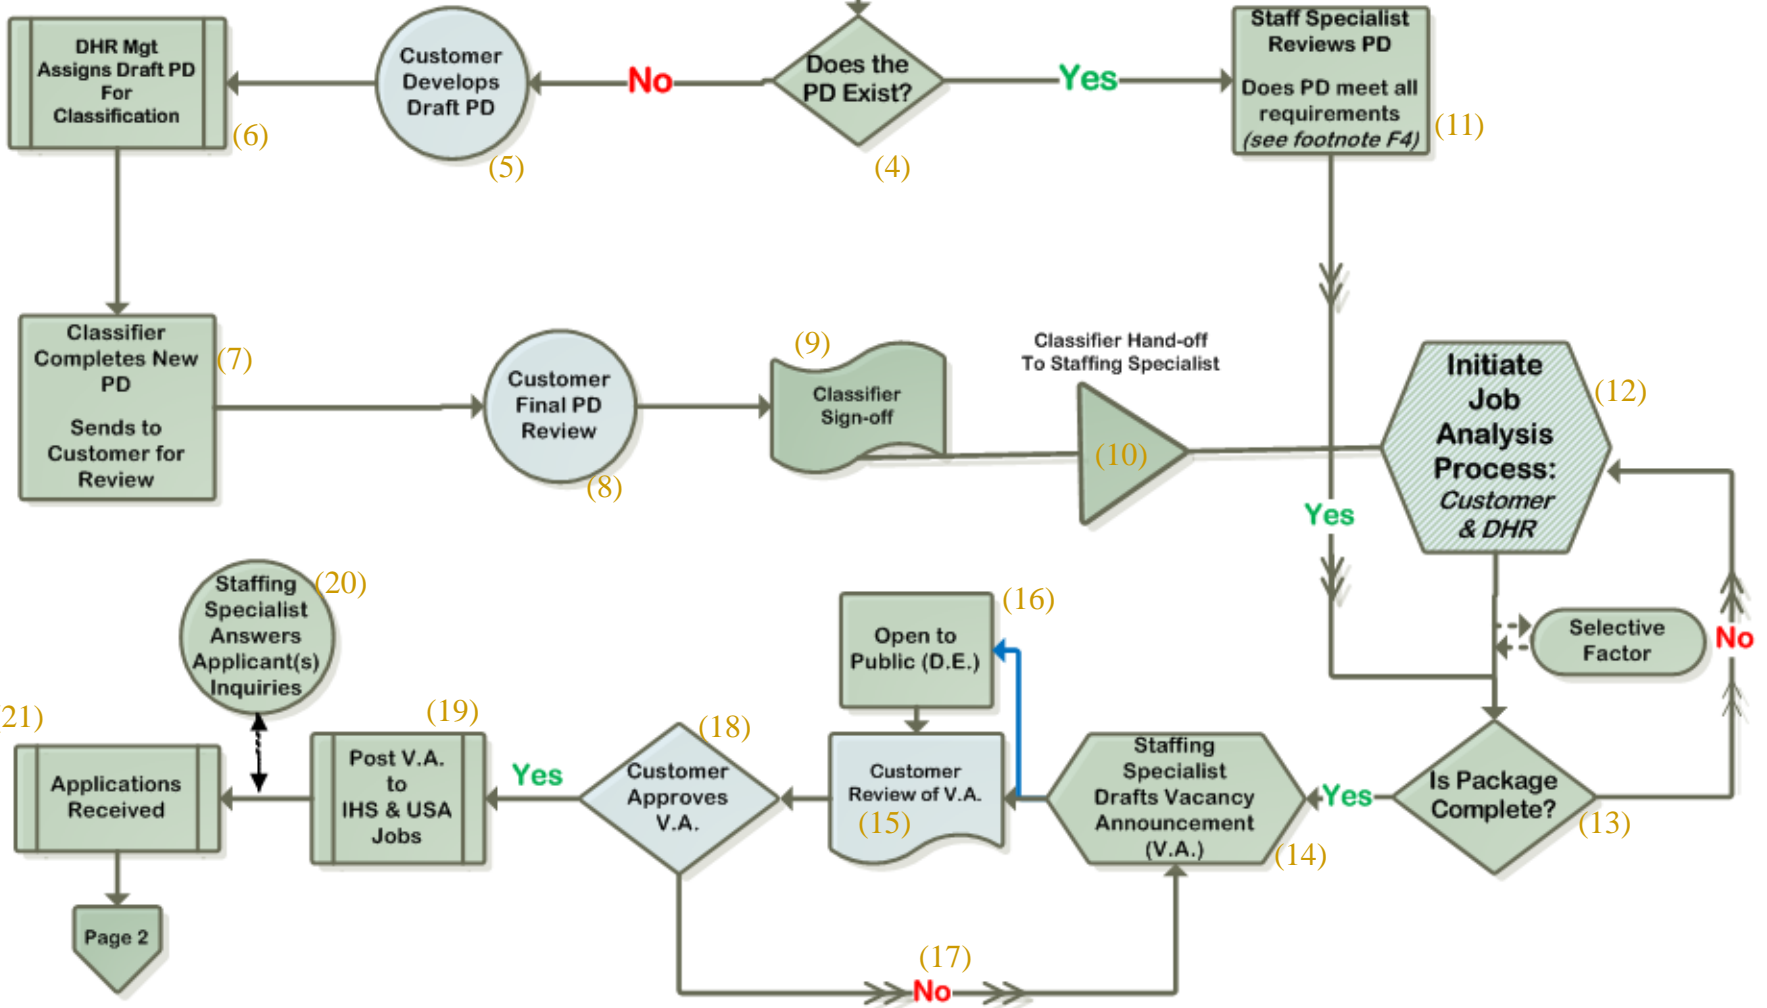 DHR Mgt
Assigns Draft PD
For
Classification
(6)
Customer
Develops
Draft PD
(5)
No
Does the
PD Exist?
(4)
Yes
Staff Specialist
Reviews PD
Does PD meet all
requirements
(see footnote F4)
(11)
Classifier
Completes New
PD
Sends to
Customer for
Review
(7)
Customer
Final PD
Review
(8)
(9)
Classifier
Sign-off
Classifier Hand-off
To Staffing Specialist
(10)
Yes
Initiate
Job
Analysis
Process:
Customer
& DHR
(12)
Selective
Factor
No
Is Package
Complete?
(13)
Yes
Staffing
Specialist
Drafts Vacancy
Announcement
(V.A.)
(14)
Open to
Public (D.E.)
(16)
Customer
Review of V.A.
(15)
Customer
Approves
V.A.
(18)
(17)
No
Yes
(19)
Post V.A.
to
IHS & USA
Jobs
Staffing
Specialist
Answers
Applicant(s)
Inquiries
(20)
21)
Applications
Received
Page 2